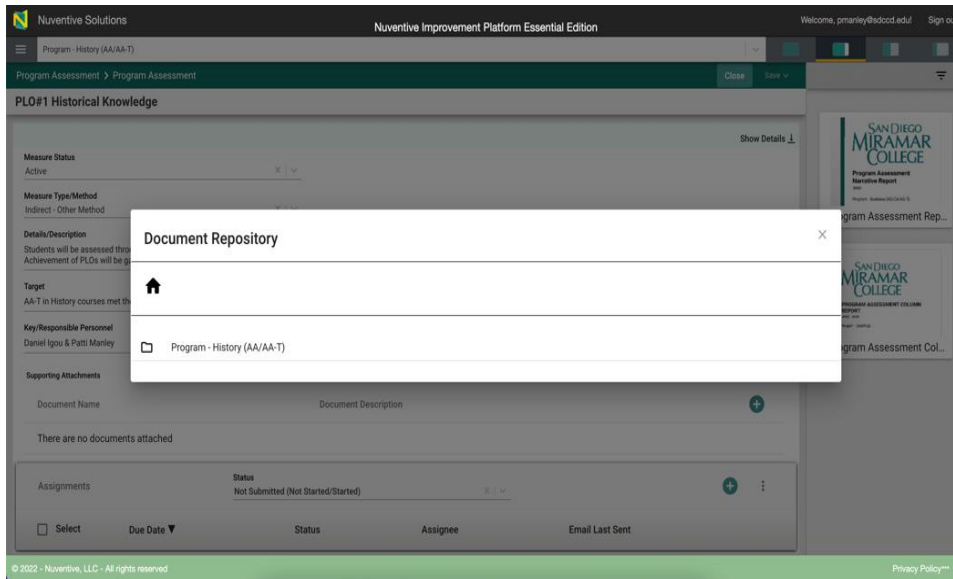 Nuventive Solutions
Nuventive Improvement Platform Essential Edition
Welcome, pmanley@sdccd.edu! Sign ou
Program - History (AA/AA-T)
Program Assessment > Program Assessment
Close Save
PLO#1 Historical Knowledge
Show Details
Measure Status
Active
Measure Type/Method
Indirect - Other Method
Details/Description
Students will be assessed thro
Achievement of PLOs will be g
Target
AA-T in History courses met th
Key/Responsible Personnel
Daniel Igou & Patti Manley
Supporting Attachments
Document Name Document Description
There are no documents attached
Assignments
Status
Not Submitted (Not Started/Started)
Select Due Date ▼ Status Assignee Email Last Sent
Document Repository
Program - History (AA/AA-T)
SAN DIEGO
MIRAMAR
COLLEGE
Program Assessment
Narrative Report
ogram Assessment Rep...
SAN DIEGO
MIRAMAR
COLLEGE
PROGRAM ASSESSMENT COLUMN
REPORT
ogram Assessment Col...
© 2022 - Nuventive, LLC - All rights reserved
Privacy Policy***